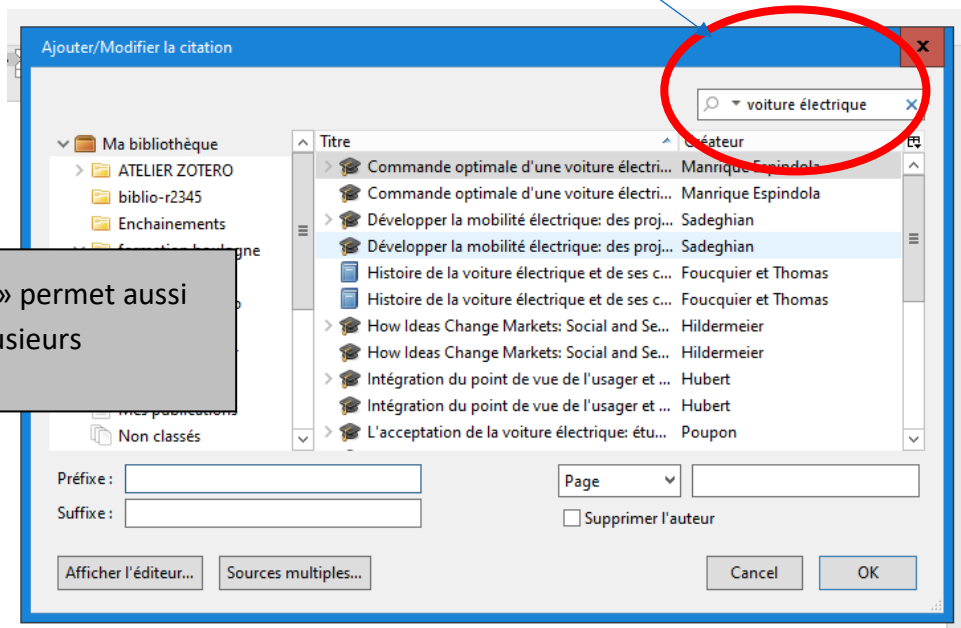 Ajouter/Modifier la citation
x
voiture électrique ×
Ma bibliothèque
ATELIER ZOTERO
biblio-r2345
Enchainements
» permet aussi
usieurs
Mes publications
Non classés
Titre Créateur
Commande optimale d'une voiture électri... Manrique Espindola
Commande optimale d'une voiture électri... Manrique Espindola
Développer la mobilité électrique: des proj... Sadeghian
Développer la mobilité électrique: des proj... Sadeghian
Histoire de la voiture électrique et de ses c... Foucquier et Thomas
Histoire de la voiture électrique et de ses c... Foucquier et Thomas
How Ideas Change Markets: Social and Se... Hildermeier
How Ideas Change Markets: Social and Se... Hildermeier
Intégration du point de vue de l'usager et ... Hubert
Intégration du point de vue de l'usager et ... Hubert
L'acceptation de la voiture électrique: étu... Poupon
Préfixe :
Page
Suffixe :
Supprimer l'auteur
Afficher l'éditeur... Sources multiples... Cancel OK